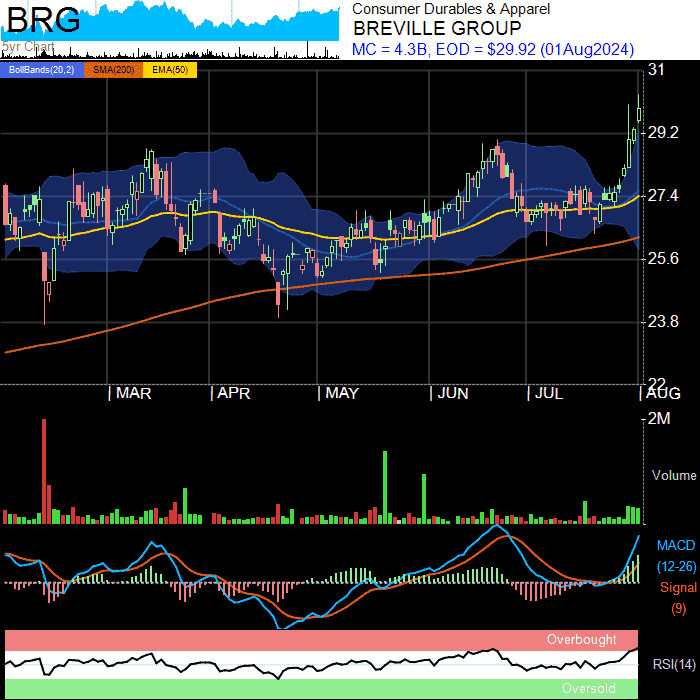 BRG
5yr Chart
Consumer Durables & Apparel
BREVILLE GROUP
MC = 4.3B, EOD = $29.92 (01Aug2024)
BollBands(20,2) SMA(200) EMA(50)
31
29.2
27.4
25.6
23.8
22
MAR APR MAY JUN JUL AUG
2M
Volume
MACD
(12-26)
Signal
(9)
Overbought
RSI(14)
Oversold